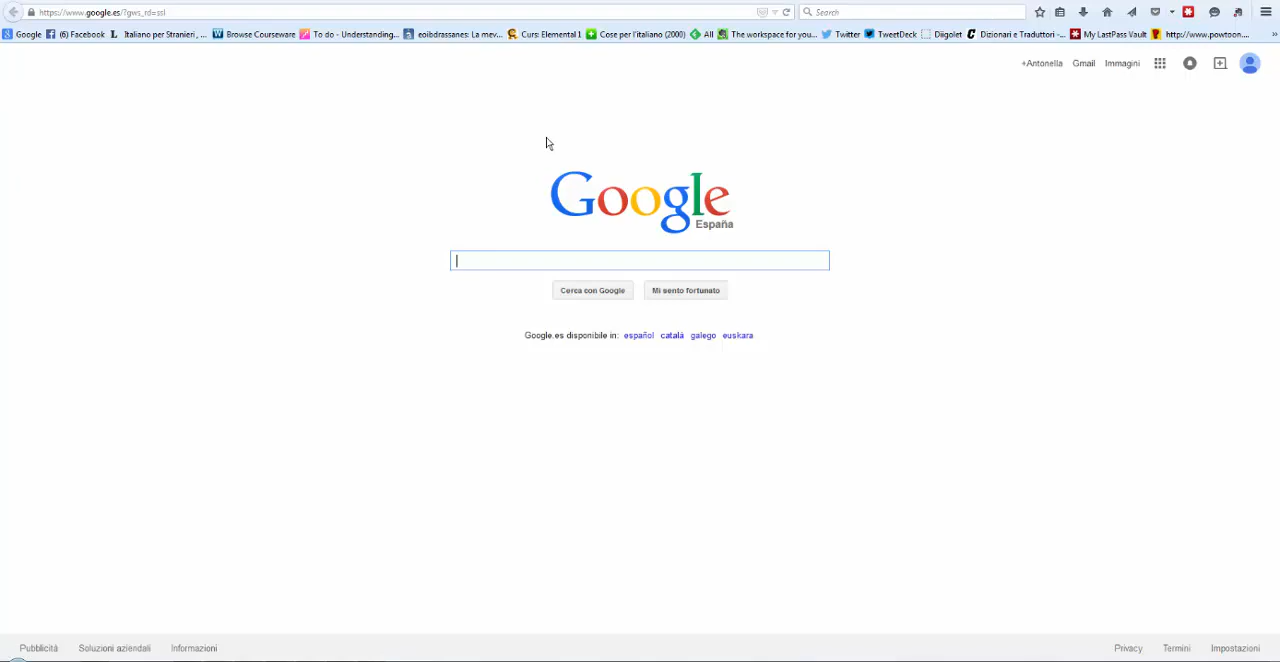 https://www.google.es/?gws_rd=ssl
Search
Google (6) Facebook Italiano per Stranieri , ... Browse Courseware To do - Understanding... eoibdrassanes: La mev... Curs: Elemental 1 Cose per l'italiano (2000) All The workspace for you... Twitter TweetDeck Diigolet Dizionari e Traduttori -... My LastPass Vault http://www.powtoon....
+Antonella Gmail Immagini
Google
España
Cerca con Google Mi sento fortunato
Google.es disponibile in: español català galego euskara
Pubblicità Soluzioni aziendali Informazioni Privacy Termini Impostazioni